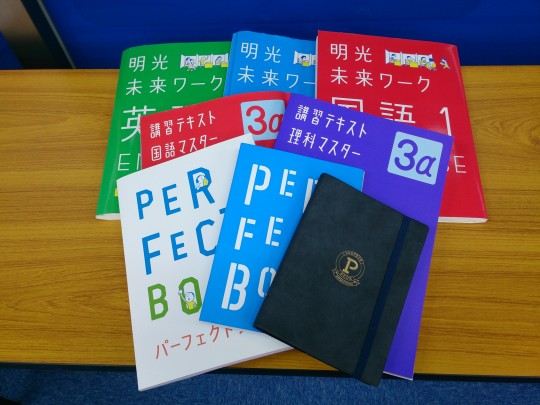 明光
未来ワーク
英
明光
未来ワーク
明光
未来ワーク
国語 1
講習テキスト
国語マスター
3α
講習テキスト
理科マスター
3α
PER
FECT
BO
パーフェクト
PER
FE
BO
P